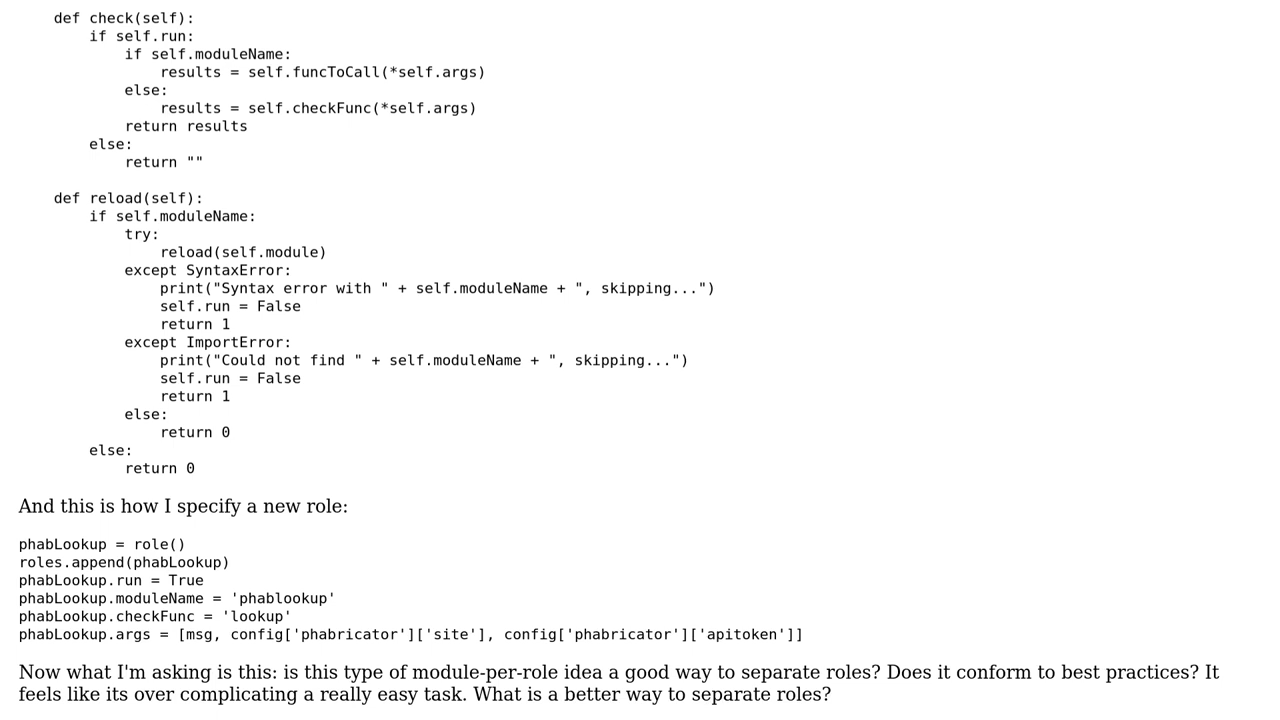 def check(self):
        if self.run:
            if self.moduleName:
                results = self.funcToCall(*self.args)
            else:
                results = self.checkFunc(*self.args)
            return results
        else:
            return ""

    def reload(self):
        if self.moduleName:
            try:
                reload(self.module)
            except SyntaxError:
                print("Syntax error with " + self.moduleName + ", skipping...")
                self.run = False
                return 1
            except ImportError:
                print("Could not find " + self.moduleName + ", skipping...")
                self.run = False
                return 1
            else:
                return 0
        else:
            return 0

And this is how I specify a new role:

phabLookup = role()
roles.append(phabLookup)
phabLookup.run = True
phabLookup.moduleName = 'phablookup'
phabLookup.checkFunc = 'lookup'
phabLookup.args = [msg, config['phabricator']['site'], config['phabricator']['apitoken']]

Now what I'm asking is this: is this type of module-per-role idea a good way to separate roles? Does it conform to best practices? It
feels like its over complicating a really easy task. What is a better way to separate roles?